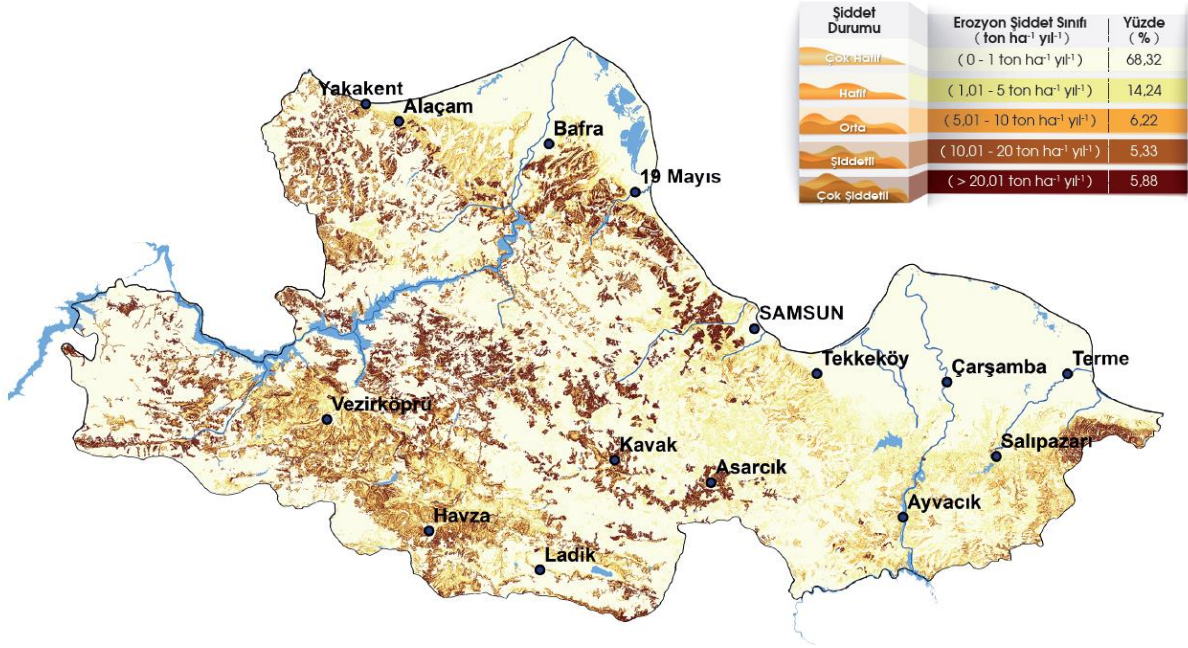 Şiddet Durumu
Erozyon Şiddet Sınıfı ( ton ha⁻¹ yıl⁻¹ )
Yüzde ( % )
Çok Hafif
( 0 - 1 ton ha⁻¹ yıl⁻¹ )
68,32
Hafif
( 1,01 - 5 ton ha⁻¹ yıl⁻¹ )
14,24
Orta
( 5,01 - 10 ton ha⁻¹ yıl⁻¹ )
6,22
Şiddetli
( 10,01 - 20 ton ha⁻¹ yıl⁻¹ )
5,33
Çok Şiddetli
( > 20,01 ton ha⁻¹ yıl⁻¹ )
5,88
Yakakent
Alaçam
Bafra
19 Mayıs
SAMSUN
Tekkeköy
Çarşamba
Terme
Vezirköprü
Kavak
Asarcık
Salıpazarı
Ayvacık
Havza
Ladik